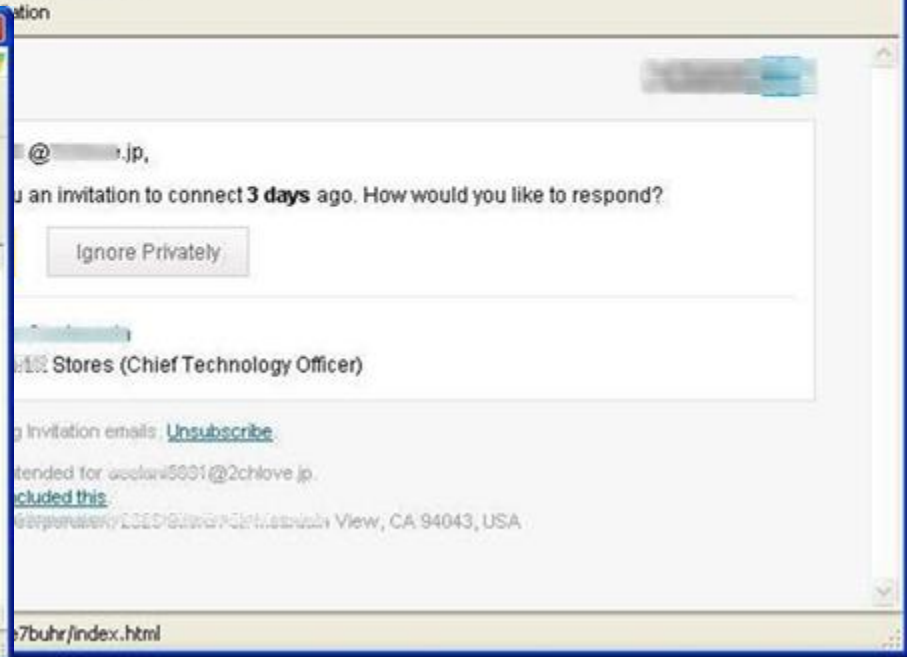 ation
@ .jp,
u an invitation to connect 3 days ago. How would you like to respond?
Ignore Privately
Stores (Chief Technology Officer)
g Invitation emails. Unsubscribe
tended for @2chlove.jp.
cluded this
View, CA 94043, USA
e7buhr/index.html